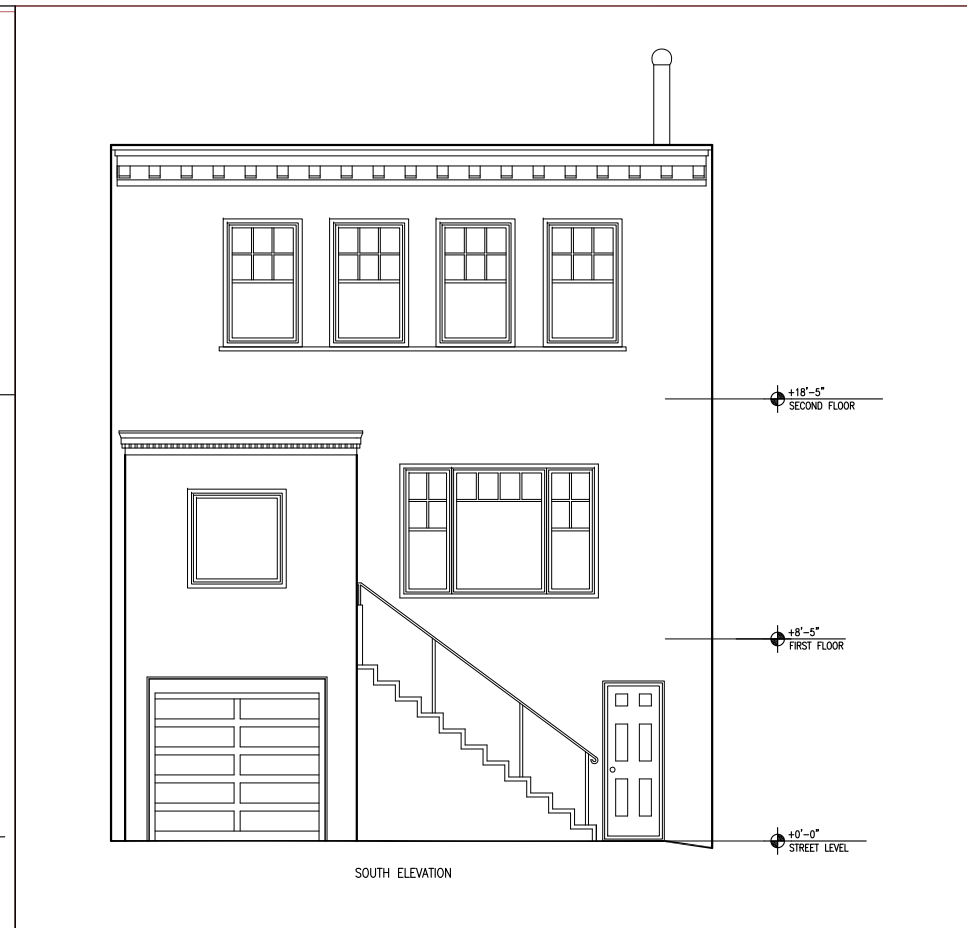 +18'-5"
SECOND FLOOR
+8'-5"
FIRST FLOOR
+0'-0"
STREET LEVEL
SOUTH ELEVATION